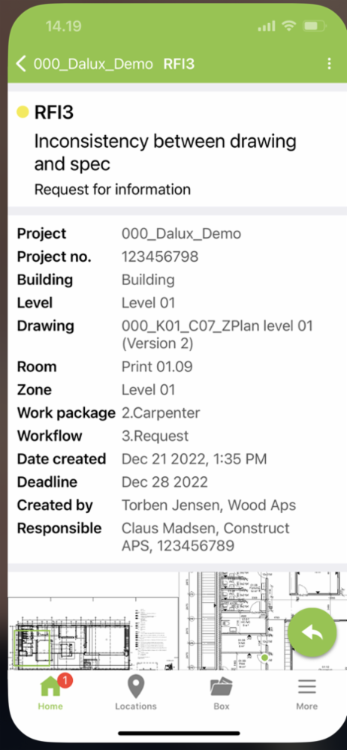 14.19
000_Dalux_Demo RFI3
RFI3
Inconsistency between drawing
and spec
Request for information
Project 000_Dalux_Demo
Project no. 123456798
Building Building
Level Level 01
Drawing 000_K01_C07_ZPlan level 01
(Version 2)
Room Print 01.09
Zone Level 01
Work package 2.Carpenter
Workflow 3.Request
Date created Dec 21 2022, 1:35 PM
Deadline Dec 28 2022
Created by Torben Jensen, Wood Aps
Responsible Claus Madsen, Construct
APS, 123456789
1
Home Locations Box More